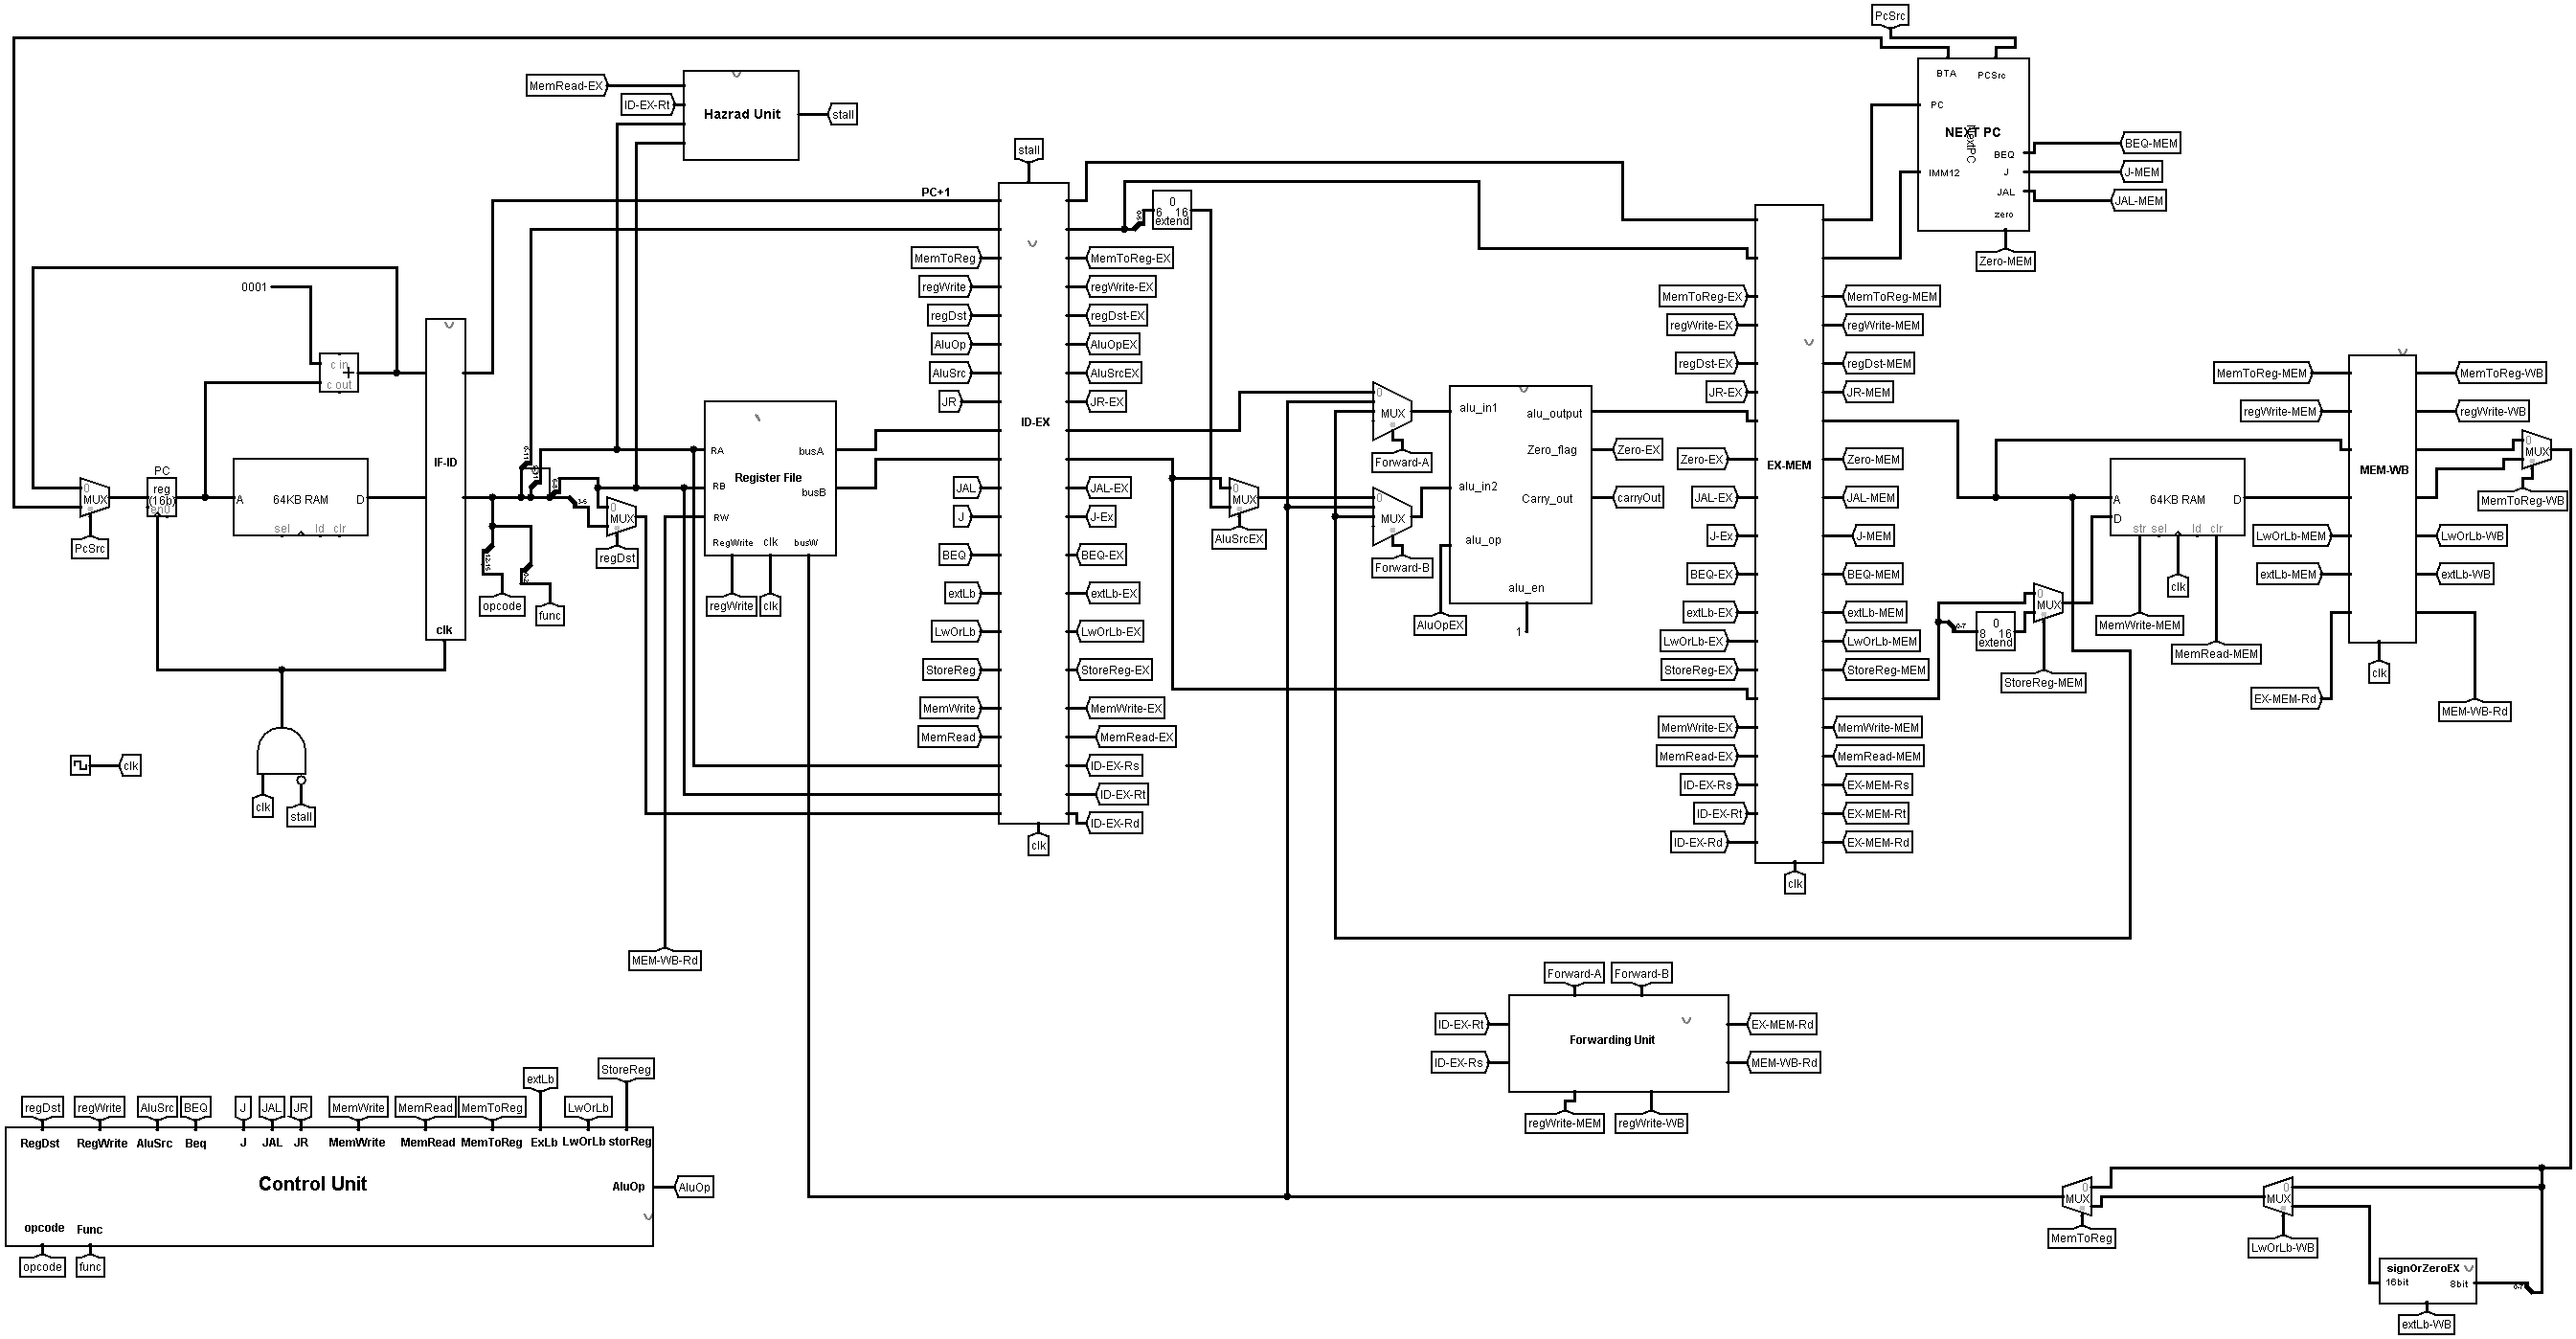 PcSrc
BTA
PCSrc
PC
NEXT PC
NextPC
IMM12
BEQ
J
JAL
zero
BEQ-MEM
J-MEM
JAL-MEM
Zero-MEM
MemRead-EX
ID-EX-Rt
Hazrad Unit
stall
stall
PC+1
0
6 16
extend
0001
c in
+
c out
0
MUX
PcSrc
PC
reg
(16b)
en0
A
64KB RAM
D
sel
ld
clr
IF-ID
clk
clk
clk
stall
12-15
opcode
func
3-5
0
MUX
regDst
RA
RB
RW
busA
busB
Register File
RegWrite
clk
busW
regWrite
clk
MEM-WB-Rd
MemToReg
regWrite
regDst
AluOp
AluSrc
JR
JAL
J
BEQ
extLb
LwOrLb
StoreReg
MemWrite
MemRead
ID-EX
clk
MemToReg-EX
regWrite-EX
regDst-EX
AluOpEX
AluSrcEX
JR-EX
JAL-EX
J-Ex
BEQ-EX
extLb-EX
LwOrLb-EX
StoreReg-EX
MemWrite-EX
MemRead-EX
ID-EX-Rs
ID-EX-Rt
ID-EX-Rd
0
MUX
AluSrcEX
0
MUX
Forward-A
0
MUX
Forward-B
alu_in1
alu_in2
alu_op
alu_en
alu_output
Zero_flag
Carry_out
AluOpEX
1
Zero-EX
carryOut
MemToReg-EX
regWrite-EX
regDst-EX
JR-EX
Zero-EX
JAL-EX
J-Ex
BEQ-EX
extLb-EX
LwOrLb-EX
StoreReg-EX
MemWrite-EX
MemRead-EX
ID-EX-Rs
ID-EX-Rt
ID-EX-Rd
EX-MEM
clk
MemToReg-MEM
regWrite-MEM
regDst-MEM
JR-MEM
Zero-MEM
JAL-MEM
J-MEM
BEQ-MEM
extLb-MEM
LwOrLb-MEM
StoreReg-MEM
MemWrite-MEM
MemRead-MEM
EX-MEM-Rs
EX-MEM-Rt
EX-MEM-Rd
0-7
0
8 16
extend
0
MUX
StoreReg-MEM
A
D
64KB RAM
D
str sel
ld
clr
MemWrite-MEM
clk
MemRead-MEM
MemToReg-MEM
regWrite-MEM
LwOrLb-MEM
extLb-MEM
EX-MEM-Rd
MEM-WB
clk
MemToReg-WB
regWrite-WB
LwOrLb-WB
extLb-WB
MEM-WB-Rd
0
MUX
MemToReg-WB
Forward-A
Forward-B
ID-EX-Rt
ID-EX-Rs
Forwarding Unit
EX-MEM-Rd
MEM-WB-Rd
regWrite-MEM
regWrite-WB
regDst
regWrite
AluSrc
BEQ
J
JAL
JR
MemWrite
MemRead
MemToReg
extLb
LwOrLb
StoreReg
RegDst
RegWrite
AluSrc
Beq
J
JAL
JR
MemWrite
MemRead
MemToReg
ExLb
LwOrLb
storReg
Control Unit
AluOp
AluOp
opcode
Func
opcode
func
0
MUX
MemToReg
0
MUX
LwOrLb-WB
signOrZeroEX
16bit
8bit
0-7
extLb-WB